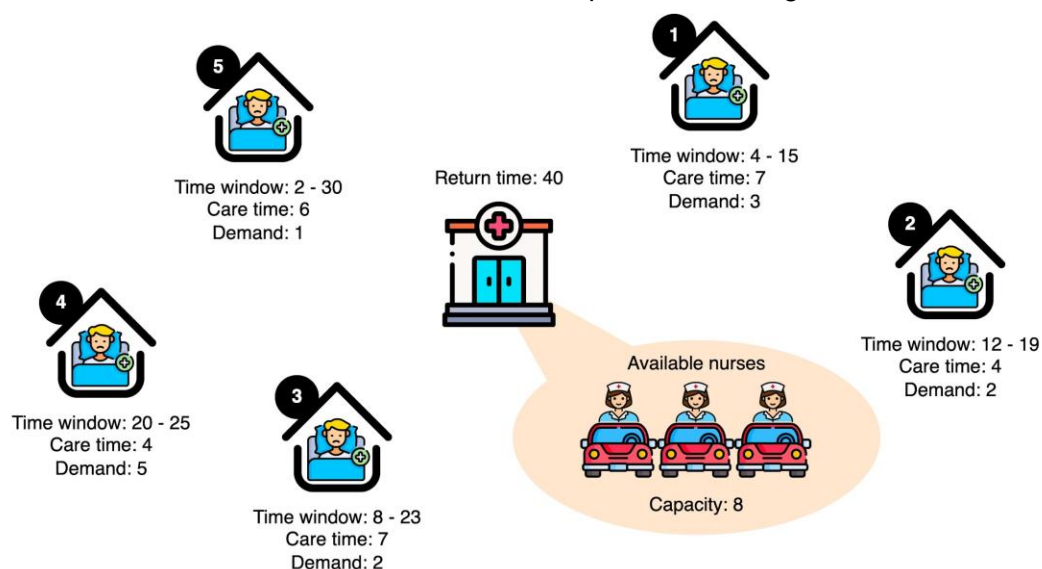 1
5
Time window: 4 - 15
Care time: 7
Demand: 3
Return time: 40
Time window: 2 - 30
Care time: 6
Demand: 1
2
4
Time window: 12 - 19
Care time: 4
Demand: 2
Available nurses
3
Time window: 20 - 25
Care time: 4
Demand: 5
Capacity: 8
Time window: 8 - 23
Care time: 7
Demand: 2